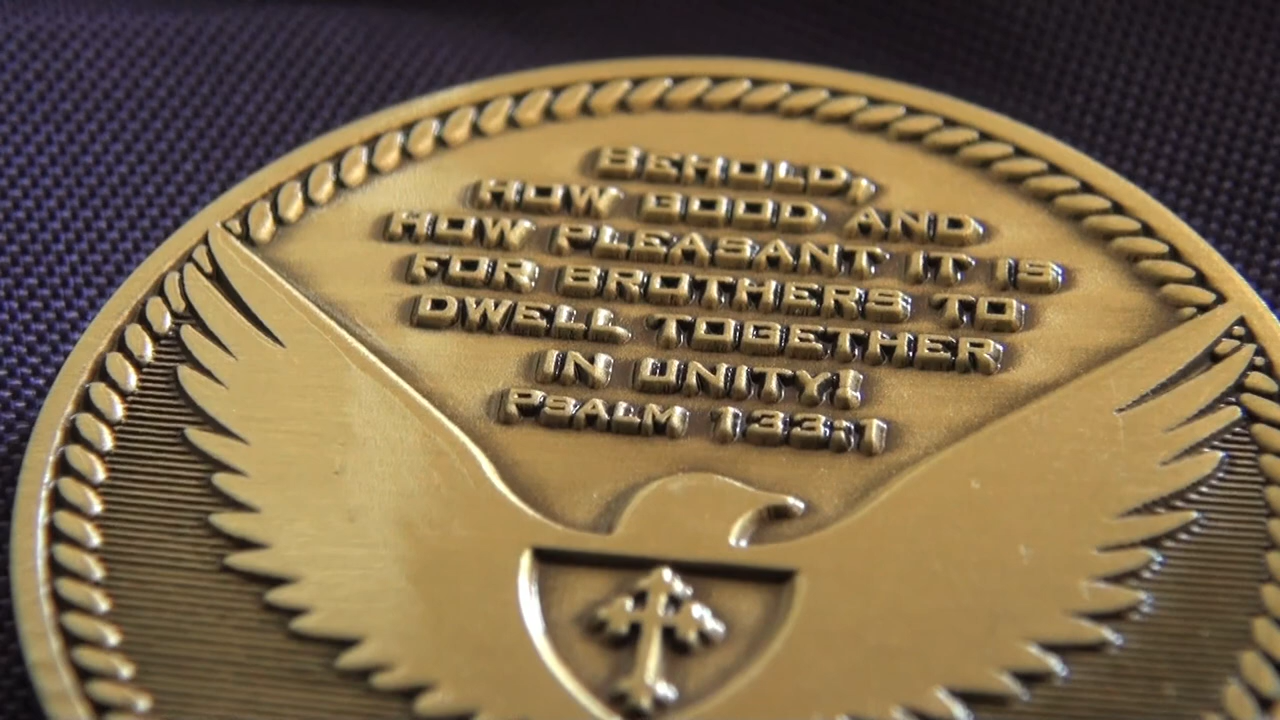 BEHOLD,
HOW GOOD AND
HOW PLEASANT IT IS
FOR BROTHERS TO
DWELL TOGETHER
IN UNITY!
PSALM 133:1